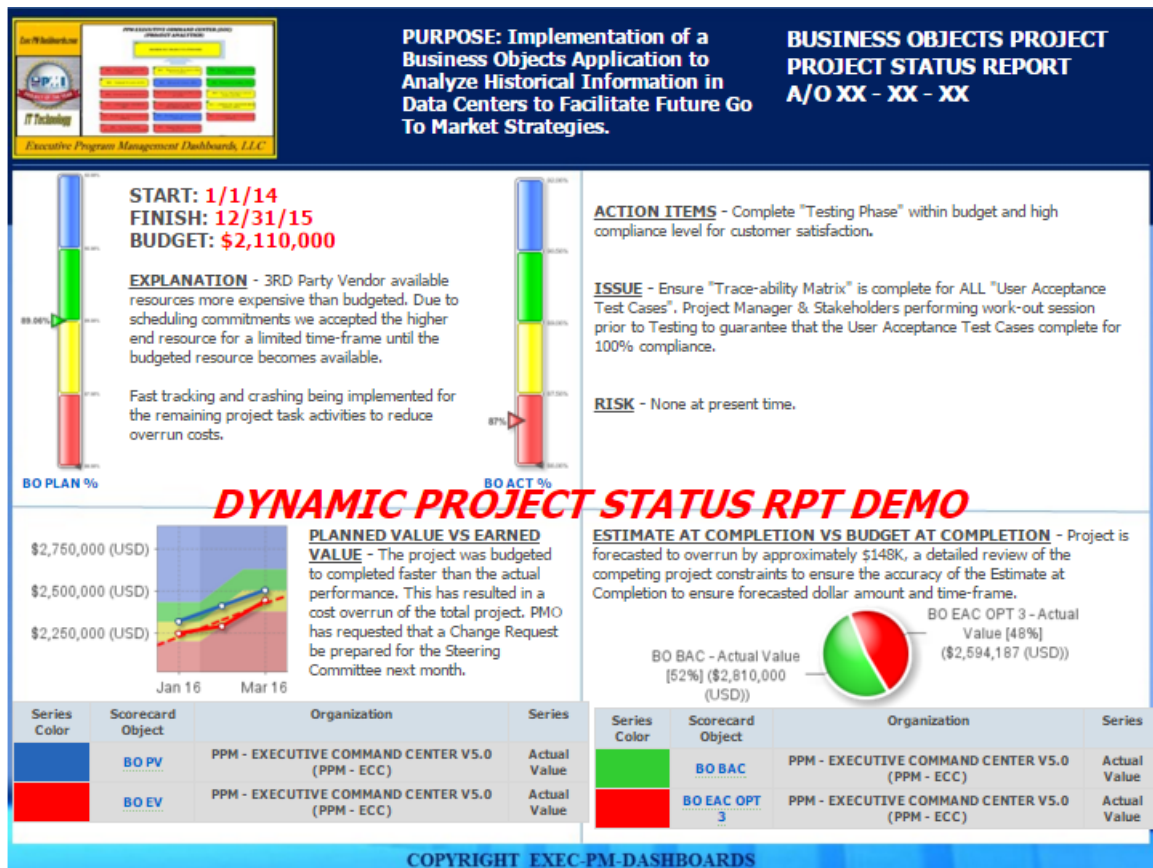 Exec PM Dashboards.com
PPM EXECUTIVE COMMAND CENTER (ECC)
(PROJECT ANALYTICS)
PMI
IT Technology
Executive Program Management Dashboards, LLC
PURPOSE: Implementation of a
Business Objects Application to
Analyze Historical Information in
Data Centers to Facilitate Future Go
To Market Strategies.
BUSINESS OBJECTS PROJECT
PROJECT STATUS REPORT
A/O XX - XX - XX
START: 1/1/14
FINISH: 12/31/15
BUDGET: $2,110,000
EXPLANATION - 3RD Party Vendor available
resources more expensive than budgeted. Due to
scheduling commitments we accepted the higher
end resource for a limited time-frame until the
budgeted resource becomes available.
Fast tracking and crashing being implemented for
the remaining project task activities to reduce
overrun costs.
89.00%
BO PLAN %
87%
BO ACT %
ACTION ITEMS - Complete "Testing Phase" within budget and high
compliance level for customer satisfaction.
ISSUE - Ensure "Trace-ability Matrix" is complete for ALL "User Acceptance
Test Cases". Project Manager & Stakeholders performing work-out session
prior to Testing to guarantee that the User Acceptance Test Cases complete for
100% compliance.
RISK - None at present time.
DYNAMIC PROJECT STATUS RPT DEMO
$2,750,000 (USD)
$2,500,000 (USD)
$2,250,000 (USD)
Jan 16
Mar 16
PLANNED VALUE VS EARNED
VALUE - The project was budgeted
to completed faster than the actual
performance. This has resulted in a
cost overrun of the total project. PMO
has requested that a Change Request
be prepared for the Steering
Committee next month.
ESTIMATE AT COMPLETION VS BUDGET AT COMPLETION - Project is
forecasted to overrun by approximately $148K, a detailed review of the
competing project constraints to ensure the accuracy of the Estimate at
Completion to ensure forecasted dollar amount and time-frame.
BO EAC OPT 3 - Actual
Value [48%]
($2,594,187 (USD))
BO BAC - Actual Value
[52%] ($2,810,000
(USD))
Series Color Scorecard Object Organization Series
BO PV PPM - EXECUTIVE COMMAND CENTER V5.0 (PPM - ECC) Actual Value
BO EV PPM - EXECUTIVE COMMAND CENTER V5.0 (PPM - ECC) Actual Value
Series Color Scorecard Object Organization Series
BO BAC PPM - EXECUTIVE COMMAND CENTER V5.0 (PPM - ECC) Actual Value
BO EAC OPT 3 PPM - EXECUTIVE COMMAND CENTER V5.0 (PPM - ECC) Actual Value
COPYRIGHT EXEC-PM-DASHBOARDS